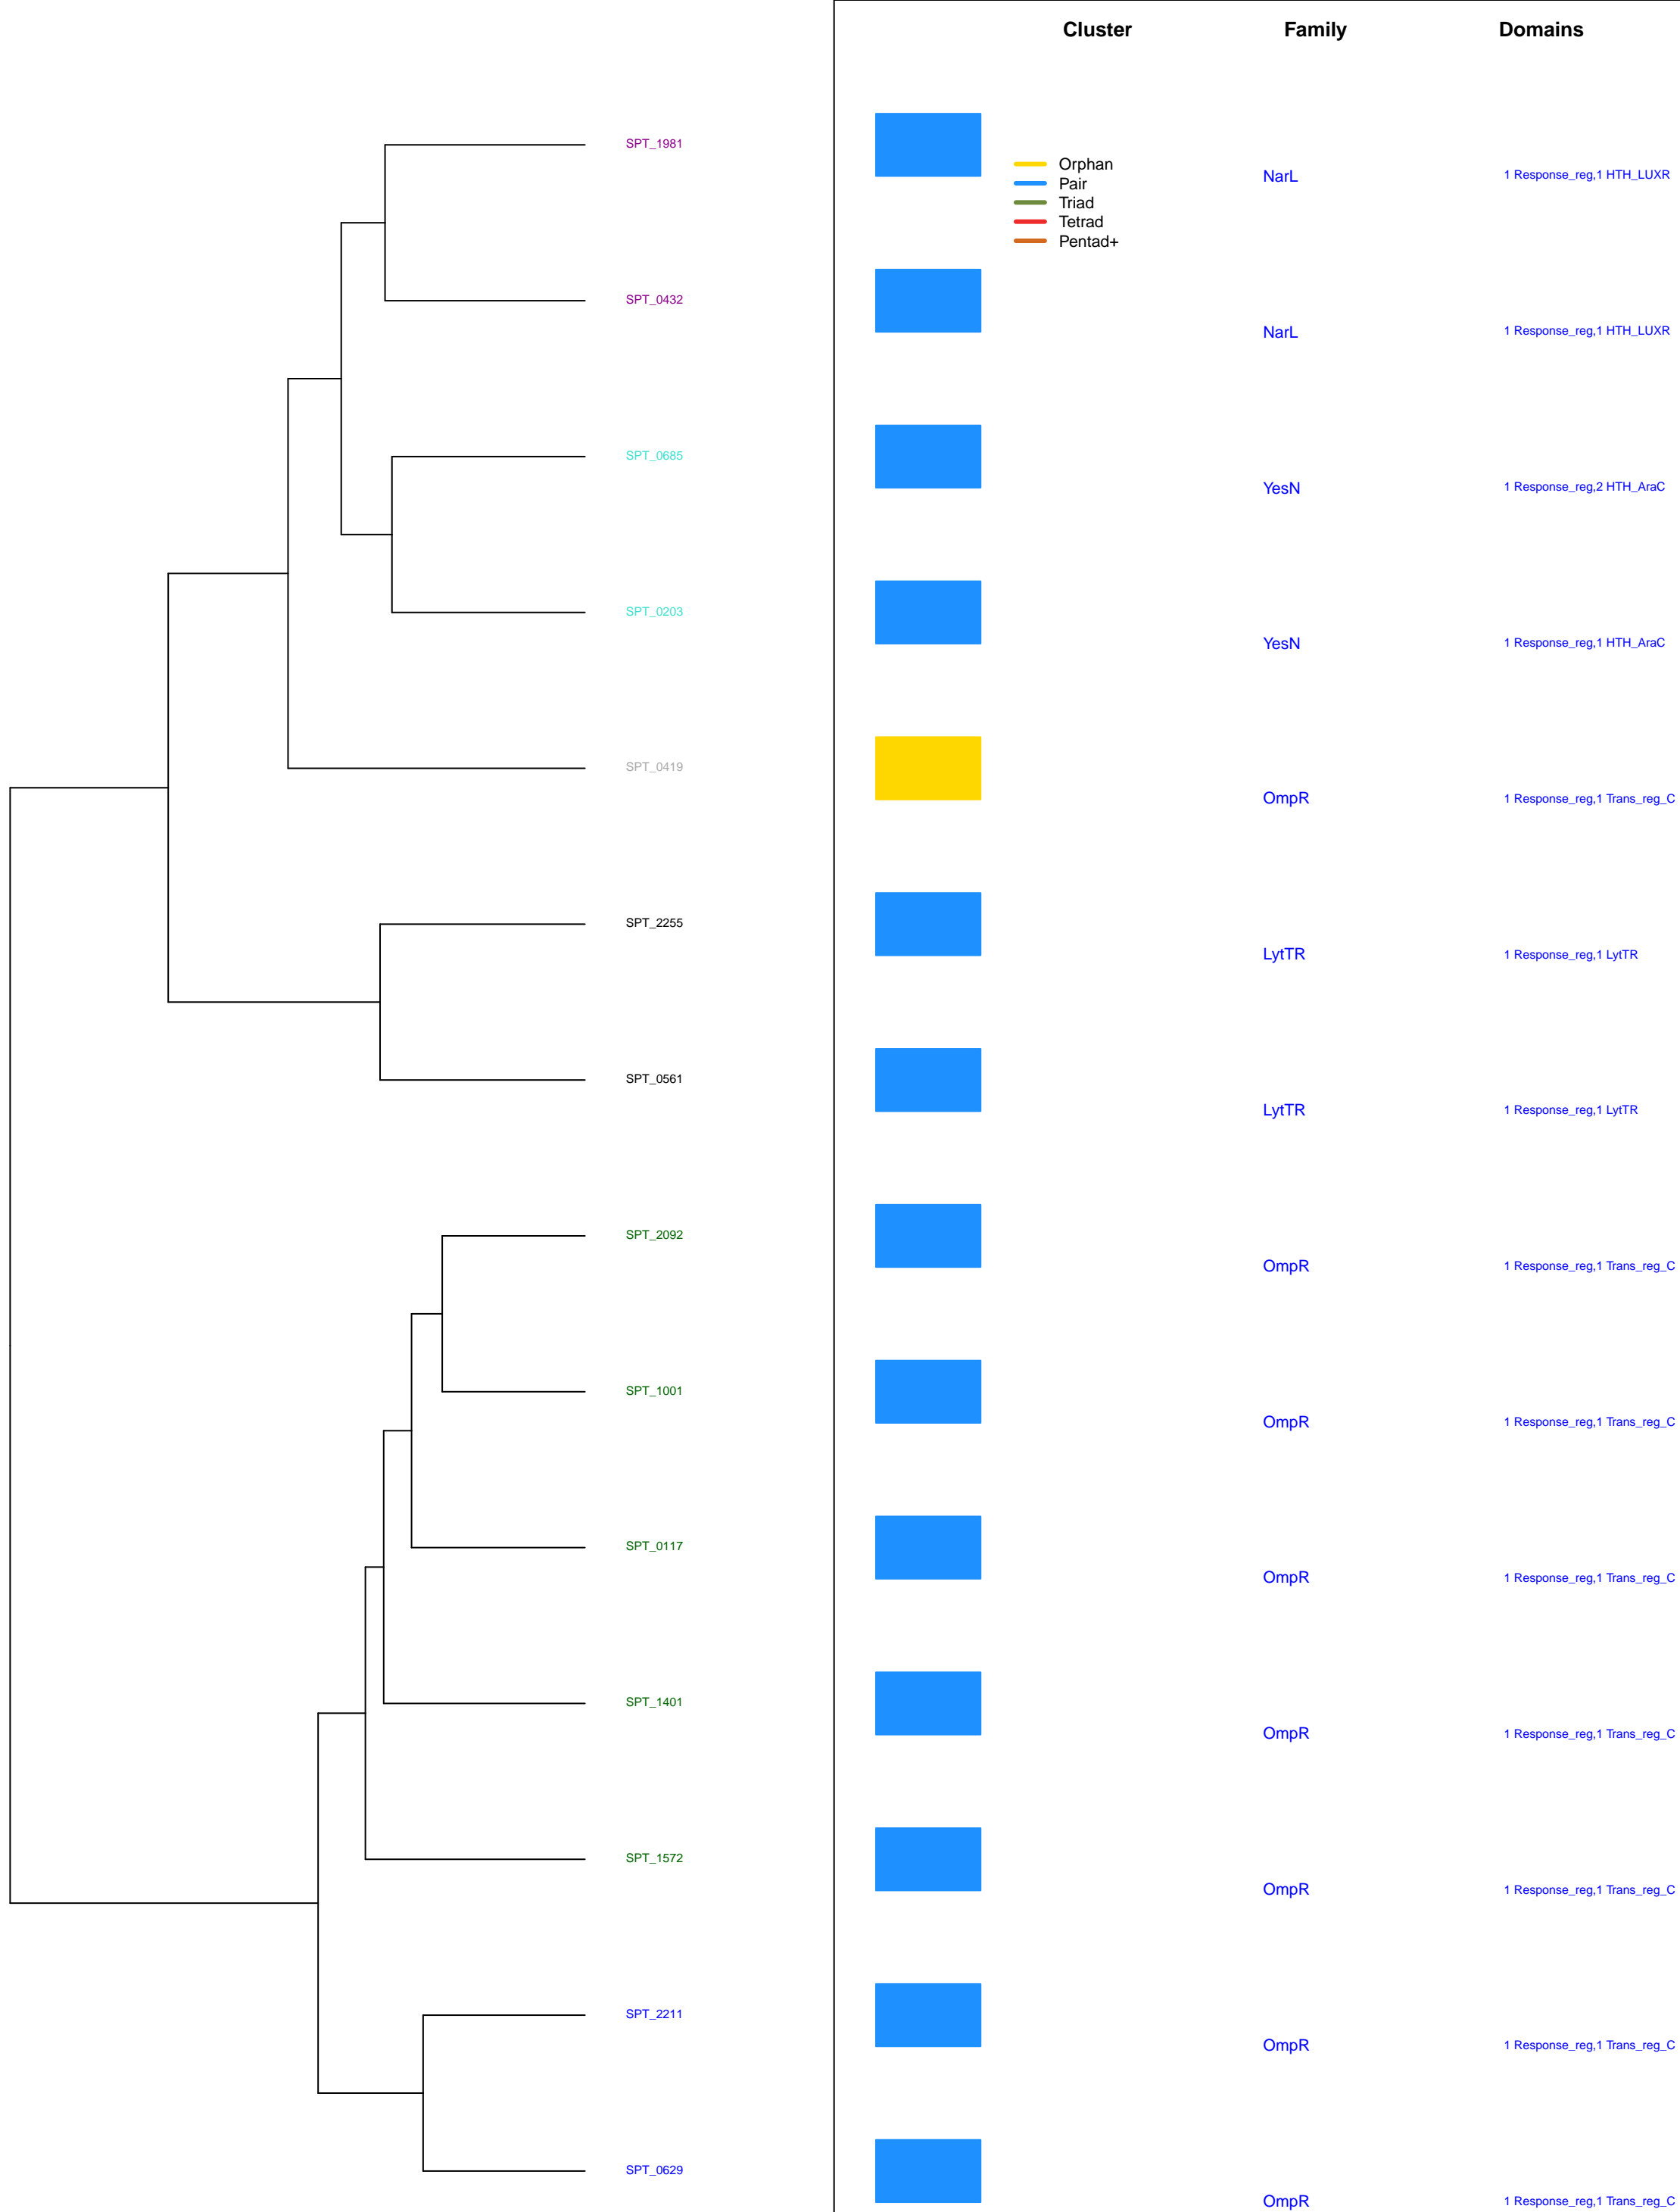 Cluster Family Domains
SPT_1981
Orphan
Pair
Triad
Tetrad
Pentad+
NarL 1 Response_reg,1 HTH_LUXR
SPT_0432
NarL 1 Response_reg,1 HTH_LUXR
SPT_0685
YesN 1 Response_reg,2 HTH_AraC
SPT_0203
YesN 1 Response_reg,1 HTH_AraC
SPT_0419
OmpR 1 Response_reg,1 Trans_reg_C
SPT_2255
LytTR 1 Response_reg,1 LytTR
SPT_0561
LytTR 1 Response_reg,1 LytTR
SPT_2092
OmpR 1 Response_reg,1 Trans_reg_C
SPT_1001
OmpR 1 Response_reg,1 Trans_reg_C
SPT_0117
OmpR 1 Response_reg,1 Trans_reg_C
SPT_1401
OmpR 1 Response_reg,1 Trans_reg_C
SPT_1572
OmpR 1 Response_reg,1 Trans_reg_C
SPT_2211
OmpR 1 Response_reg,1 Trans_reg_C
SPT_0629
OmpR 1 Response_reg,1 Trans_reg_C